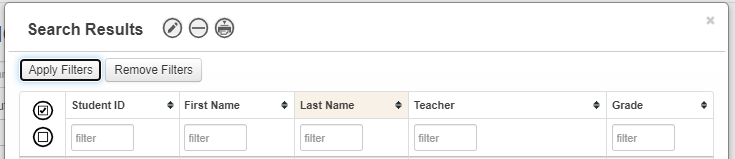 Search Results
Apply Filters Remove Filters
Student ID First Name Last Name Teacher Grade
filter filter filter filter filter